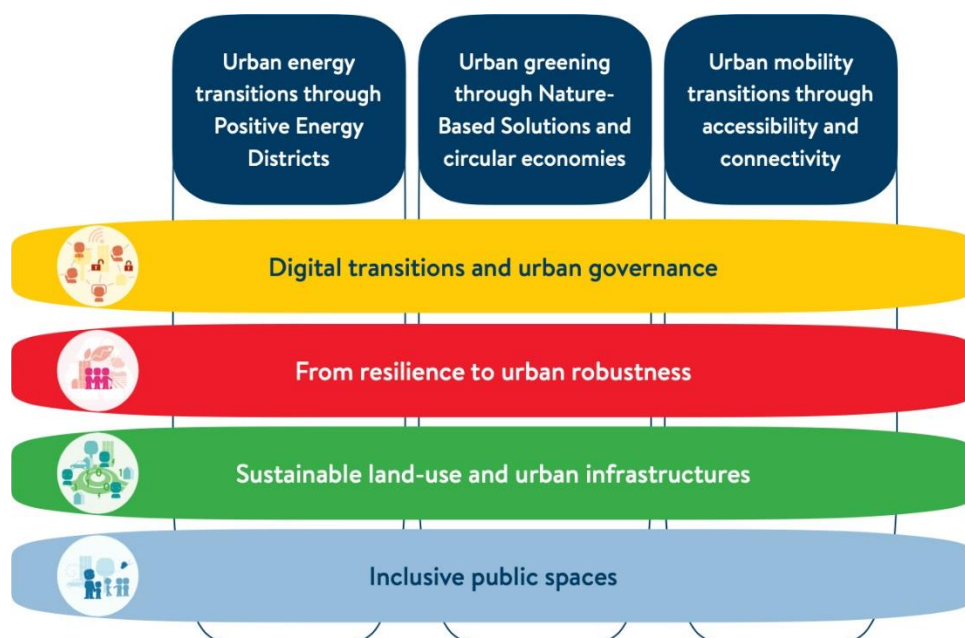 Urban energy
transitions through
Positive Energy
Districts
Urban greening
through Nature-
Based Solutions and
circular economies
Urban mobility
transitions through
accessibility and
connectivity
Digital transitions and urban governance
From resilience to urban robustness
Sustainable land-use and urban infrastructures
Inclusive public spaces